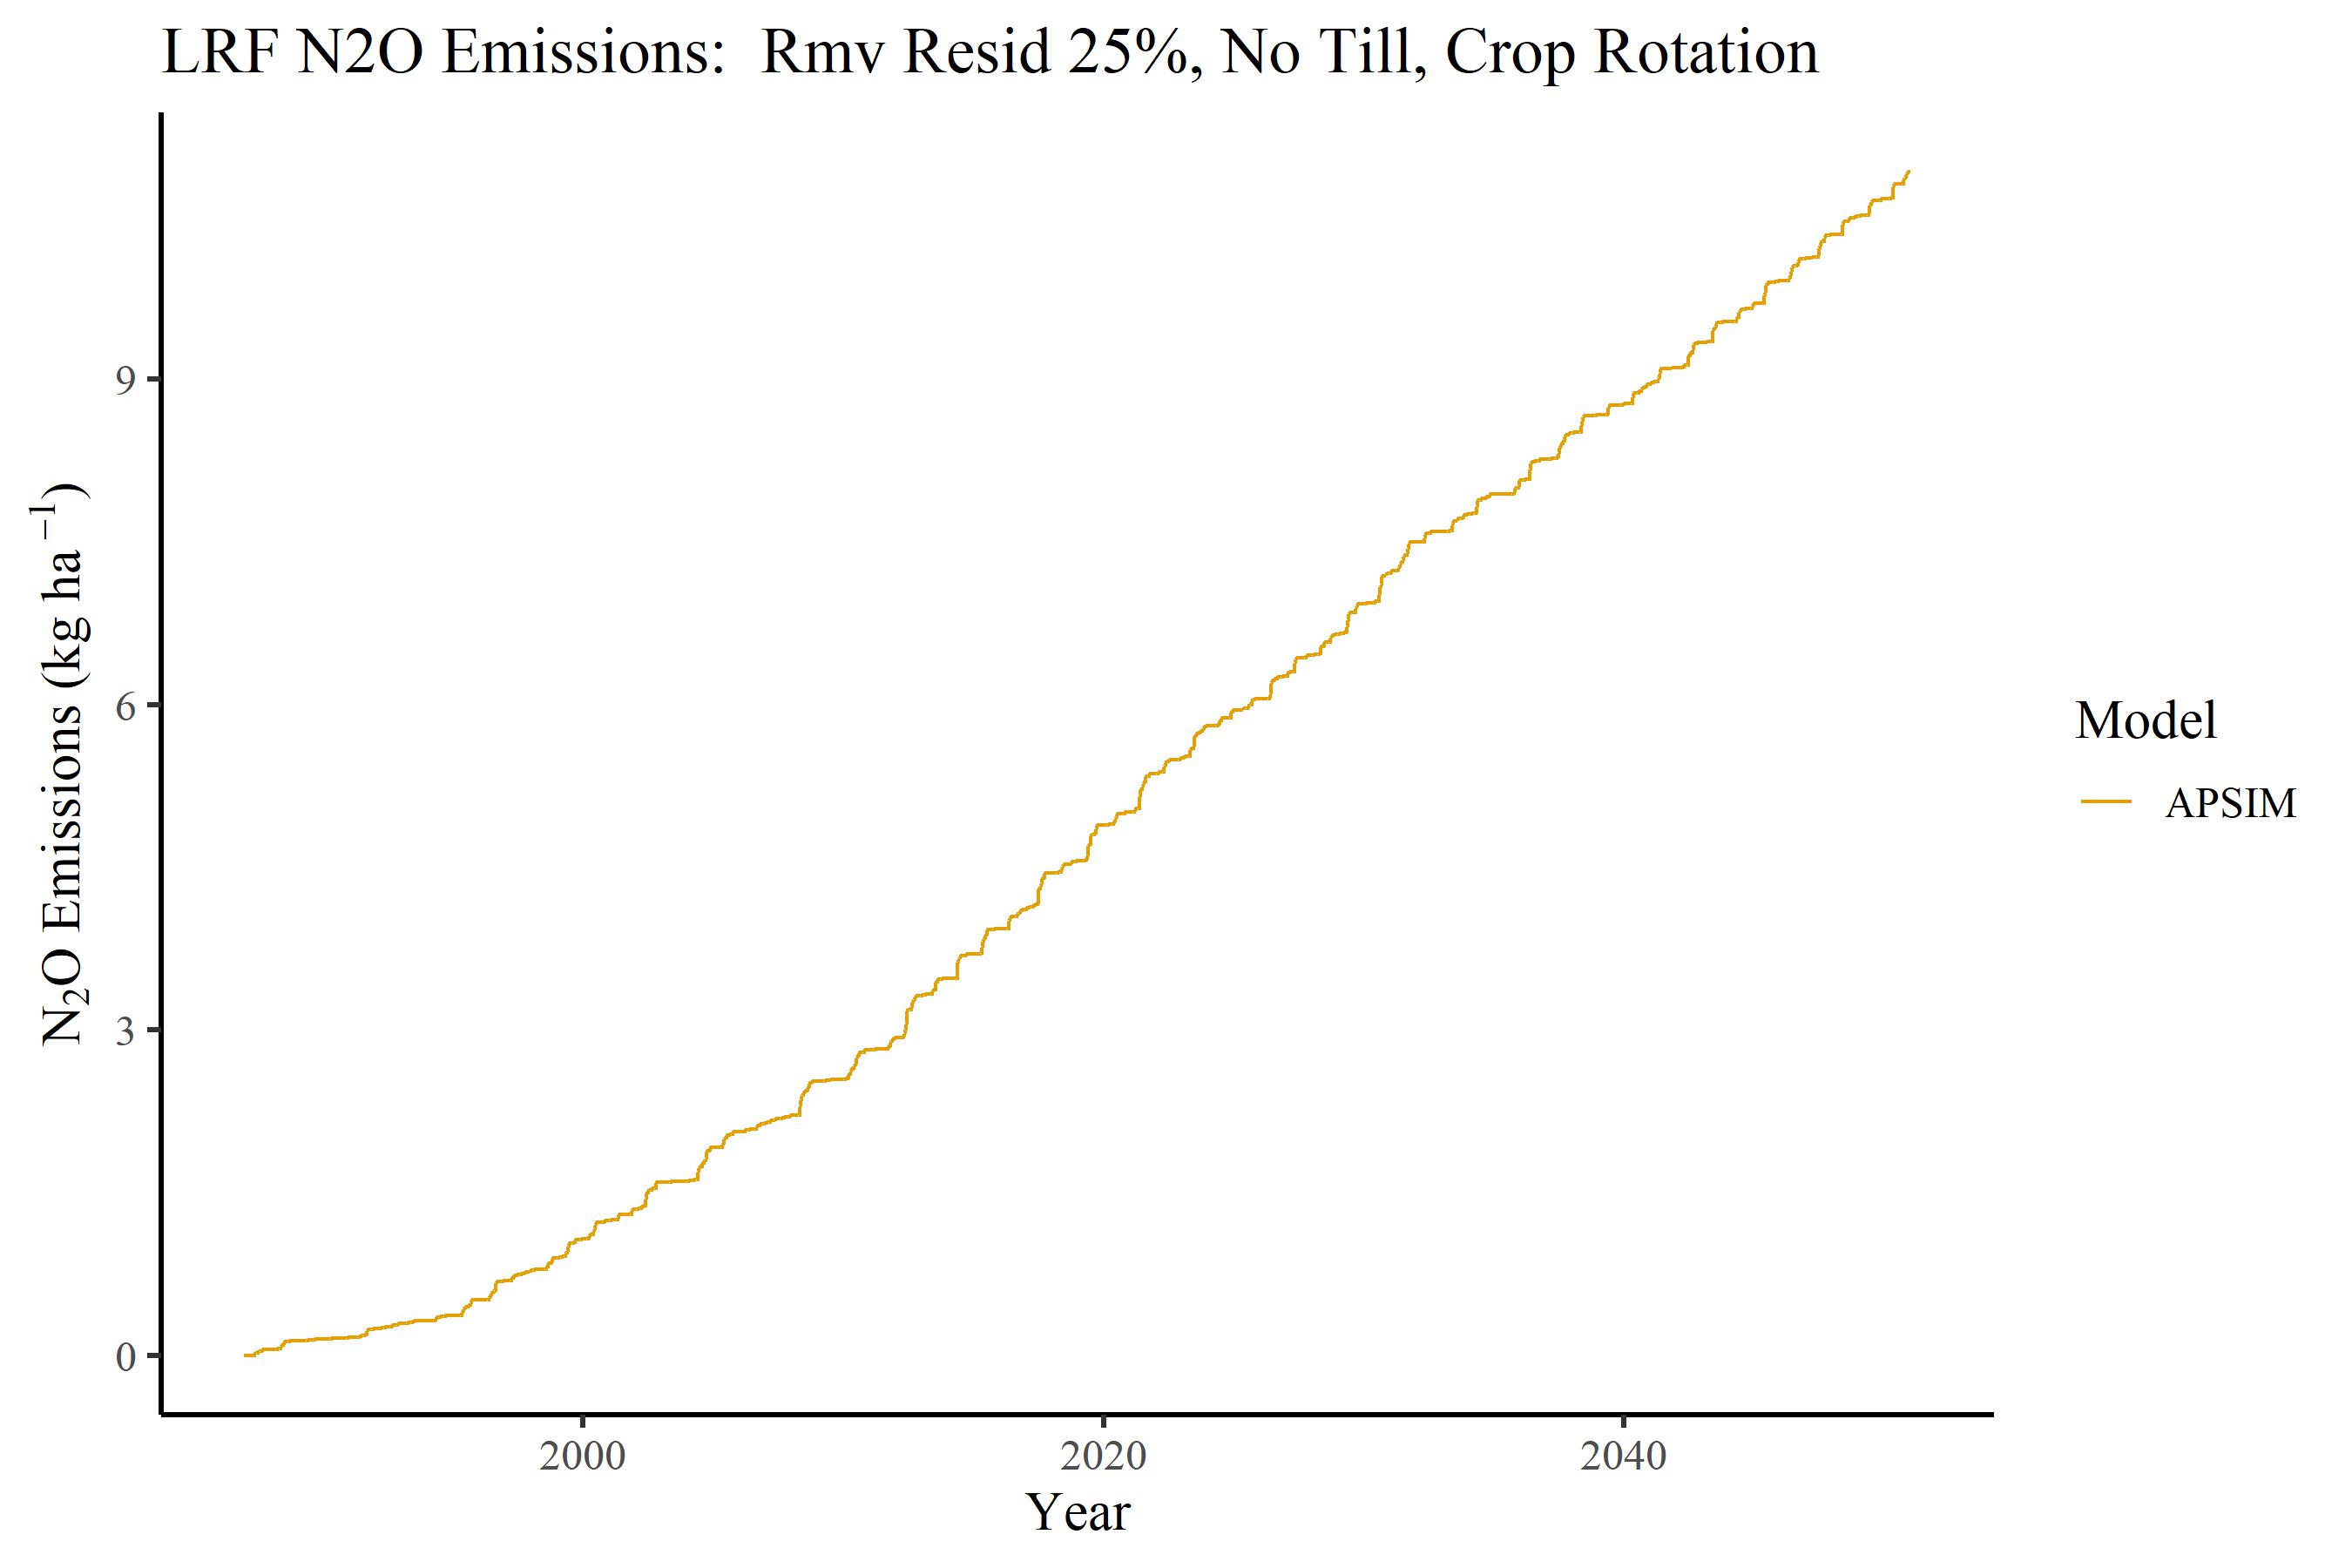 LRF N2O Emissions:  Rmv Resid 25%, No Till, Crop Rotation
N₂O Emissions (kg ha⁻¹)
9
6
3
0
2000 2020 2040
Year
Model
APSIM